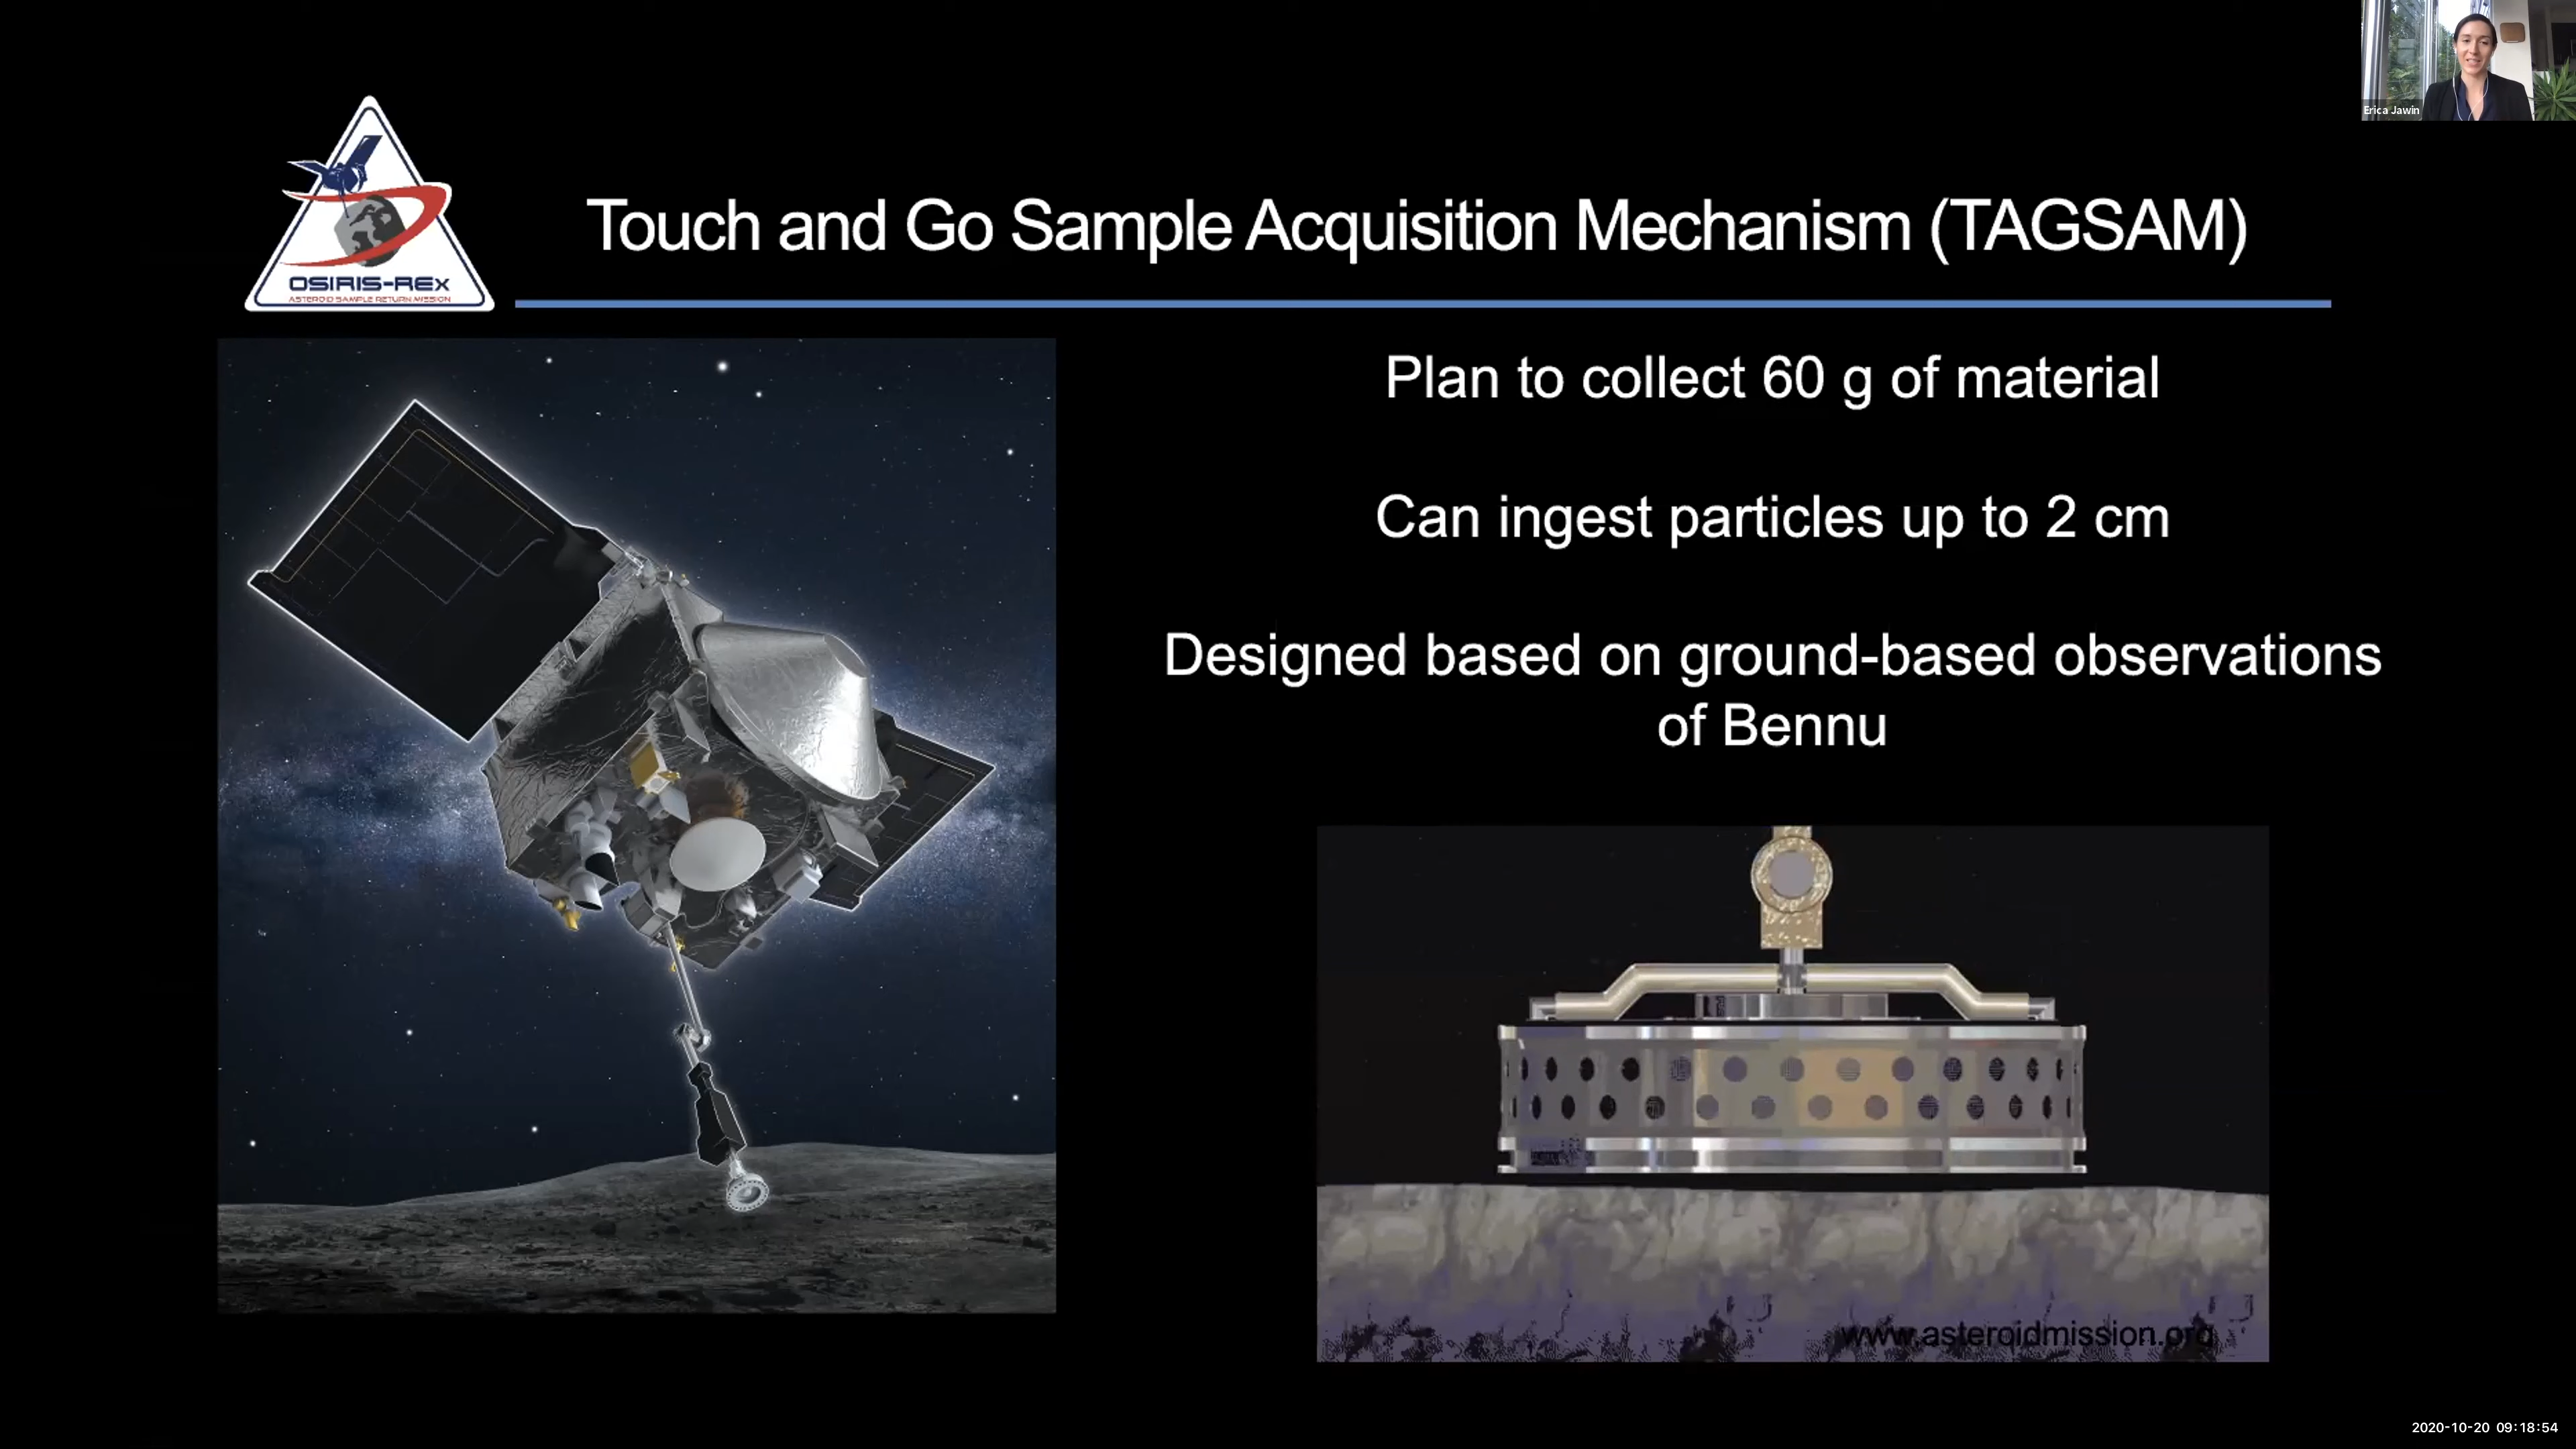 Erica Jawin
Touch and Go Sample Acquisition Mechanism (TAGSAM)
OSIRIS-REx
ASTEROID SAMPLE RETURN MISSION
Plan to collect 60 g of material
Can ingest particles up to 2 cm
Designed based on ground-based observations
of Bennu
www.asteroidmission.org
2020-10-20 09:18:54